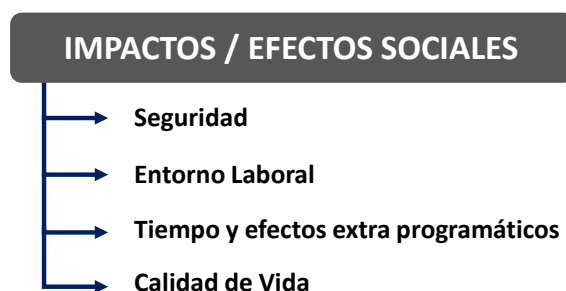 IMPACTOS / EFECTOS SOCIALES
Seguridad
Entorno Laboral
Tiempo y efectos extra programáticos
Calidad de Vida